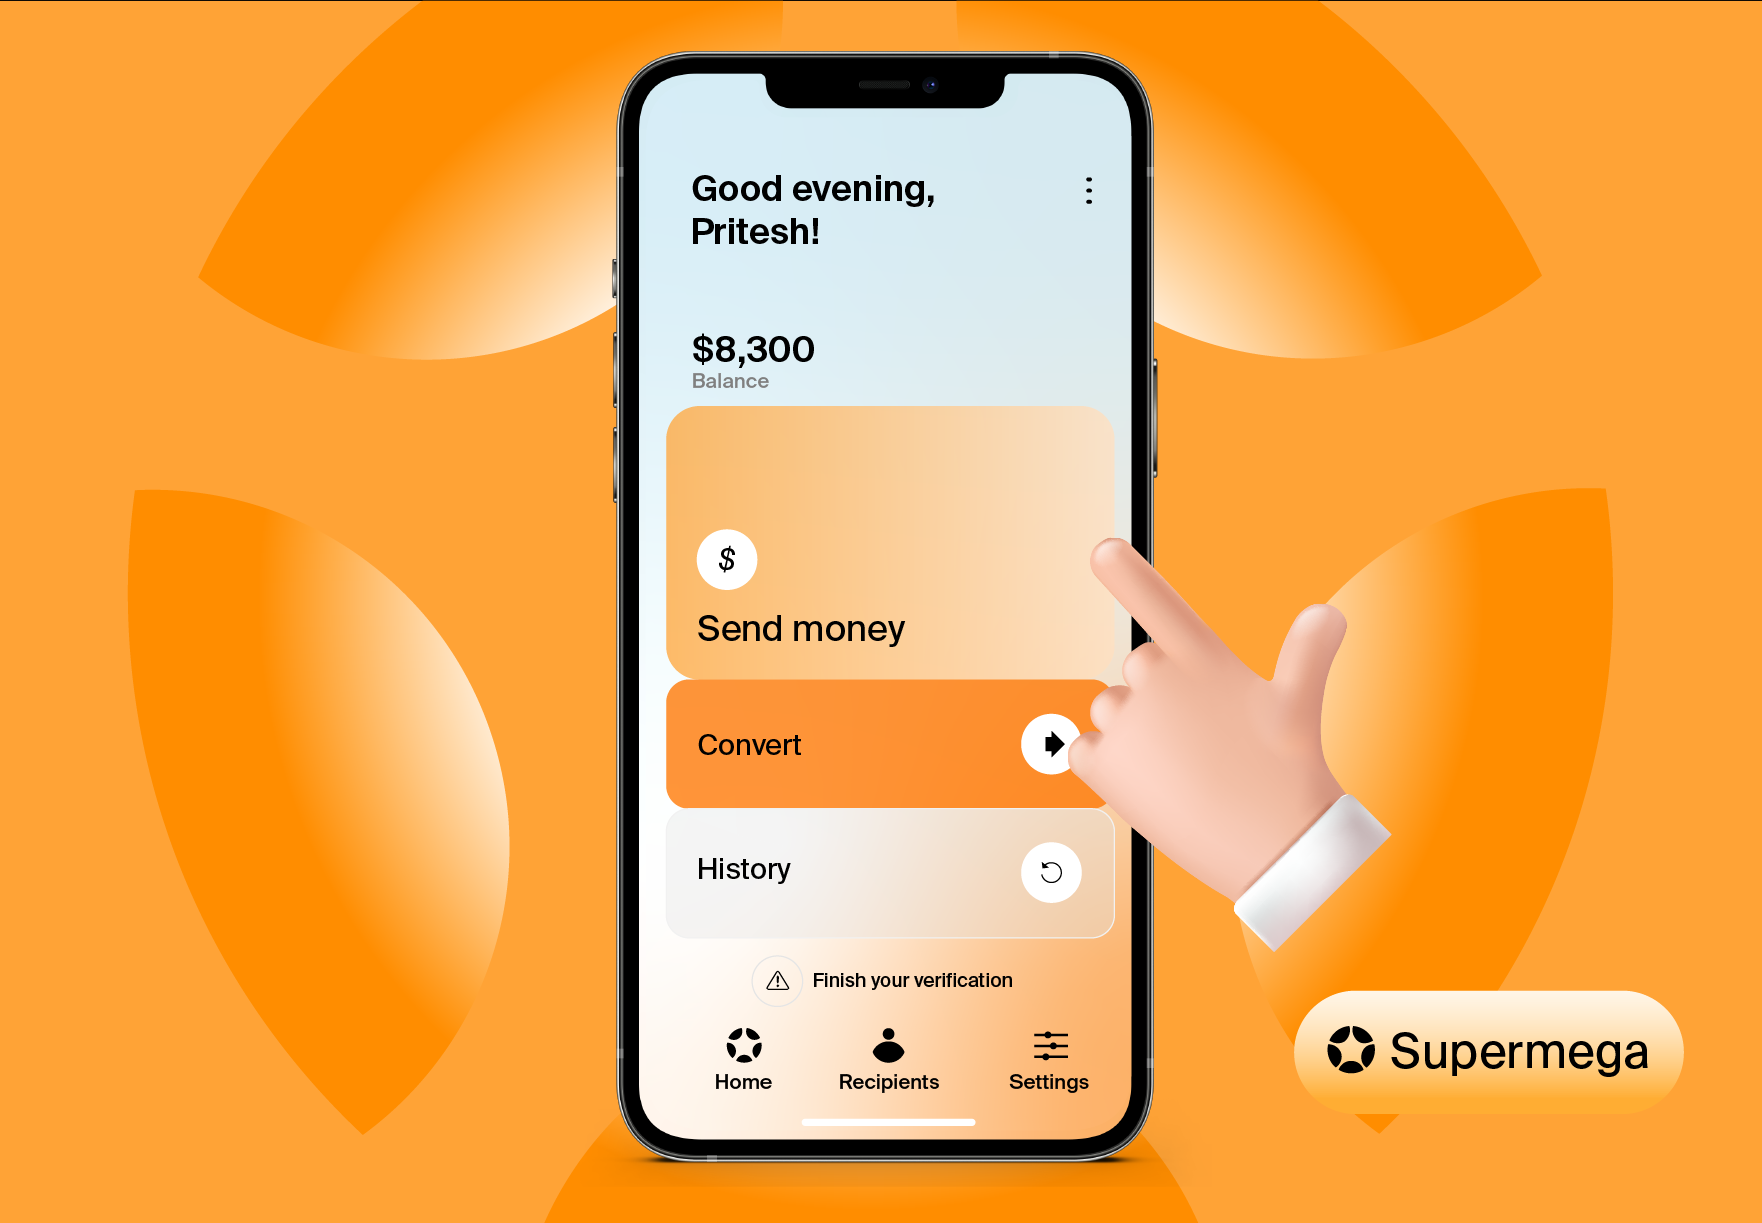 Good evening,
Pritesh!
$8,300
Balance
$
Send money
Convert
History
Finish your verification
Home
Recipients
Settings
Supermega